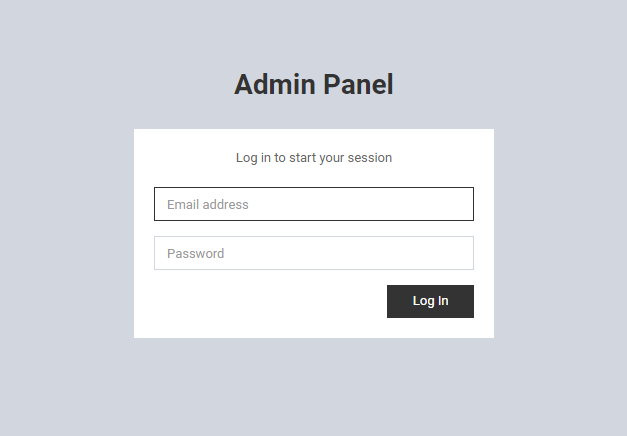 Admin Panel
Log in to start your session
Email address
Password
Log In